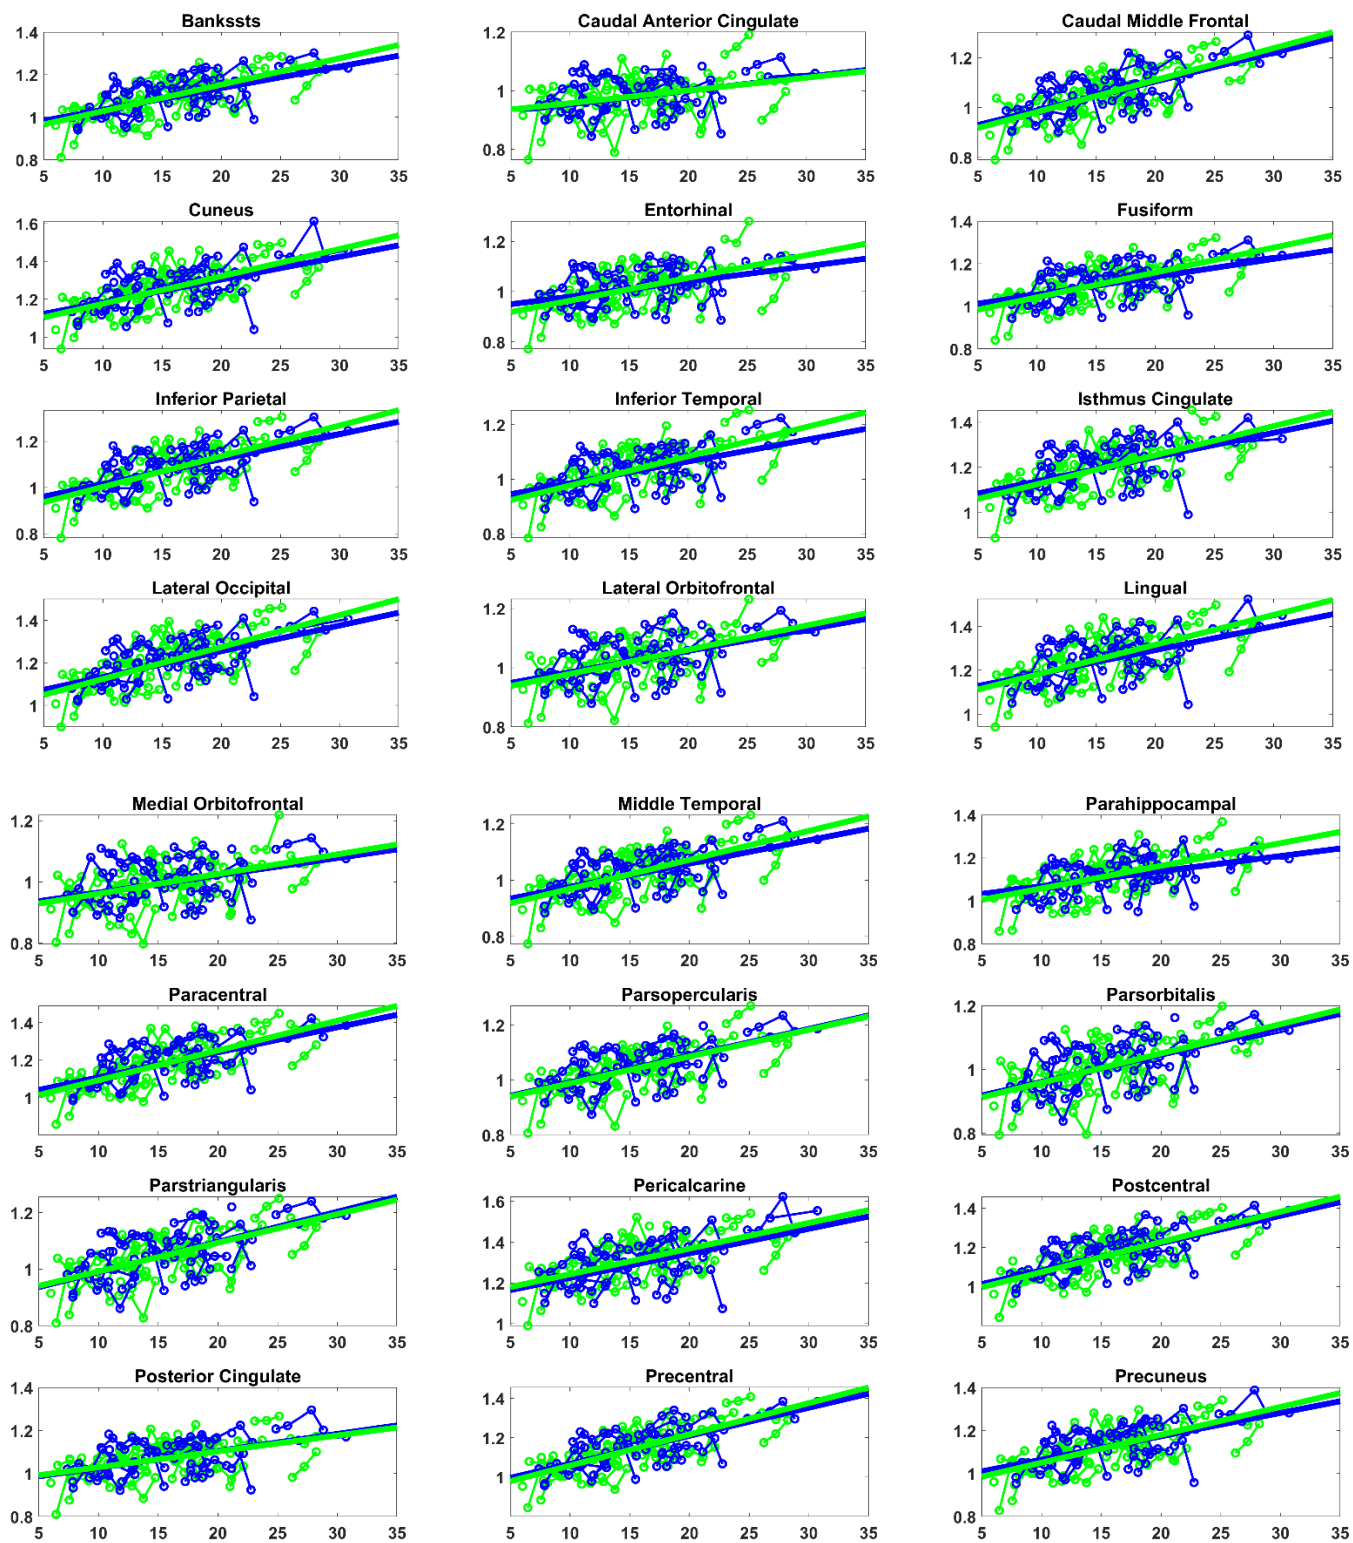 Bankssts
1.4
1.2
1
0.8
5 10 15 20 25 30 35
Caudal Anterior Cingulate
1.2
1
0.8
5 10 15 20 25 30 35
Caudal Middle Frontal
1.2
1
0.8
5 10 15 20 25 30 35
Cuneus
1.6
1.4
1.2
1
5 10 15 20 25 30 35
Entorhinal
1.2
1
0.8
5 10 15 20 25 30 35
Fusiform
1.4
1.2
1
0.8
5 10 15 20 25 30 35
Inferior Parietal
1.2
1
0.8
5 10 15 20 25 30 35
Inferior Temporal
1.2
1
0.8
5 10 15 20 25 30 35
Isthmus Cingulate
1.4
1.2
1
5 10 15 20 25 30 35
Lateral Occipital
1.4
1.2
1
5 10 15 20 25 30 35
Lateral Orbitofrontal
1.2
1
0.8
5 10 15 20 25 30 35
Lingual
1.4
1.2
1
5 10 15 20 25 30 35
Medial Orbitofrontal
1.2
1
0.8
5 10 15 20 25 30 35
Middle Temporal
1.2
1
0.8
5 10 15 20 25 30 35
Parahippocampal
1.4
1.2
1
0.8
5 10 15 20 25 30 35
Paracentral
1.4
1.2
1
5 10 15 20 25 30 35
Parsopercularis
1.2
1
0.8
5 10 15 20 25 30 35
Parsorbitalis
1.2
1
0.8
5 10 15 20 25 30 35
Parstriangularis
1.2
1
0.8
5 10 15 20 25 30 35
Pericalcarine
1.6
1.4
1.2
1
5 10 15 20 25 30 35
Postcentral
1.4
1.2
1
5 10 15 20 25 30 35
Posterior Cingulate
1.4
1.2
1
0.8
5 10 15 20 25 30 35
Precentral
1.4
1.2
1
5 10 15 20 25 30 35
Precuneus
1.4
1.2
1
0.8
5 10 15 20 25 30 35